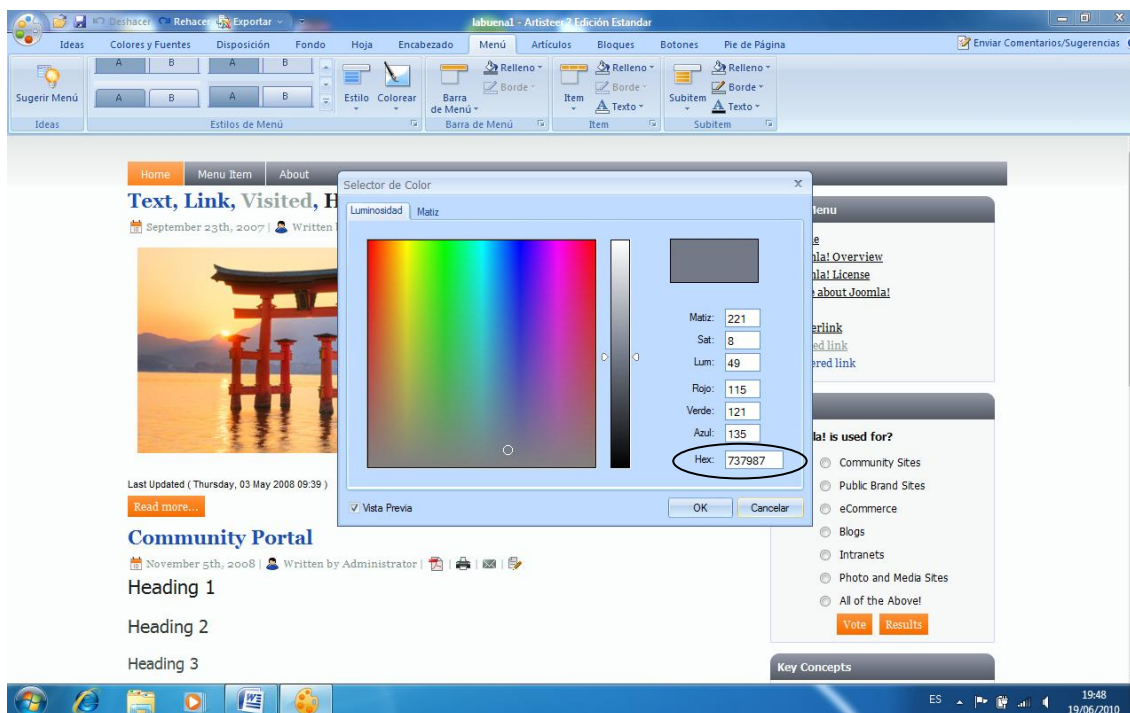 Deshacer Rehacer Exportar labuena1 - Artisteer 2 Edición Estandar
Ideas Colores y Fuentes Disposición Fondo Hoja Encabezado Menú Artículos Bloques Botones Pie de Página Enviar Comentarios/Sugerencias
A B A B Relleno Relleno Relleno
Borde Borde Borde
Sugerir Menú A B A B Estilo Colorear Barra de Menú Item Texto Subitem Texto
Ideas Estilos de Menú Barra de Menú Item Subitem
Home Menu Item About
Selector de Color
Text, Link, Visited, H
Luminosidad Matiz
September 23th, 2007 | Written
Matiz: 221
Sat: 8
Lum: 49
Rojo: 115
Verde: 121
Azul: 135
Hex: 737987
Vista Previa OK Cancelar
Last Updated ( Thursday, 03 May 2008 09:39 )
Read more...
Community Portal
November 5th, 2008 | Written by Administrator | | | |
Heading 1
Heading 2
Heading 3
Menu
la! Overview
la! License
about Joomla!
erlink
ed link
ered link
la! is used for?
Community Sites
Public Brand Sites
eCommerce
Blogs
Intranets
Photo and Media Sites
All of the Above!
Vote Results
Key Concepts
ES 19:48
19/06/2010